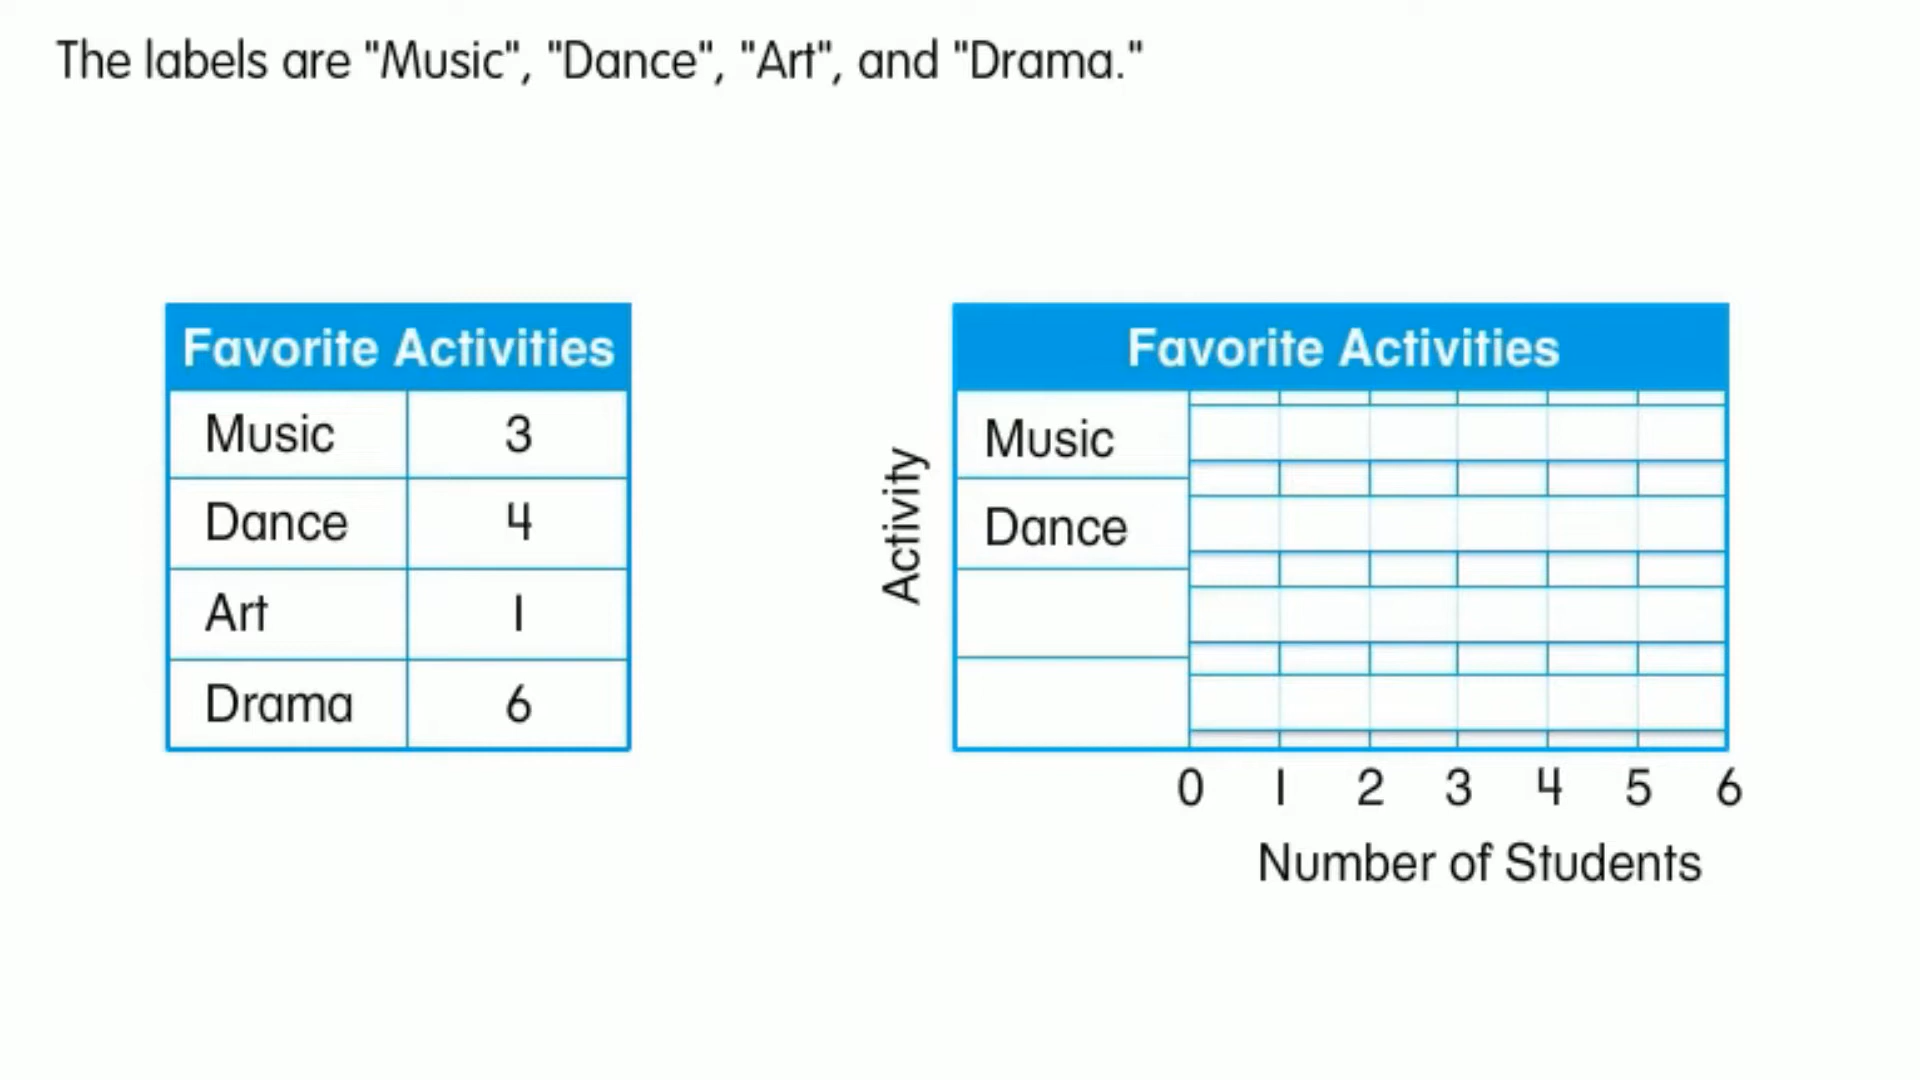 The labels are "Music", "Dance", "Art", and "Drama."
Favorite Activities
Music 3
Dance 4
Art 1
Drama 6
Favorite Activities
Activity
Music
Dance
0 1 2 3 4 5 6
Number of Students